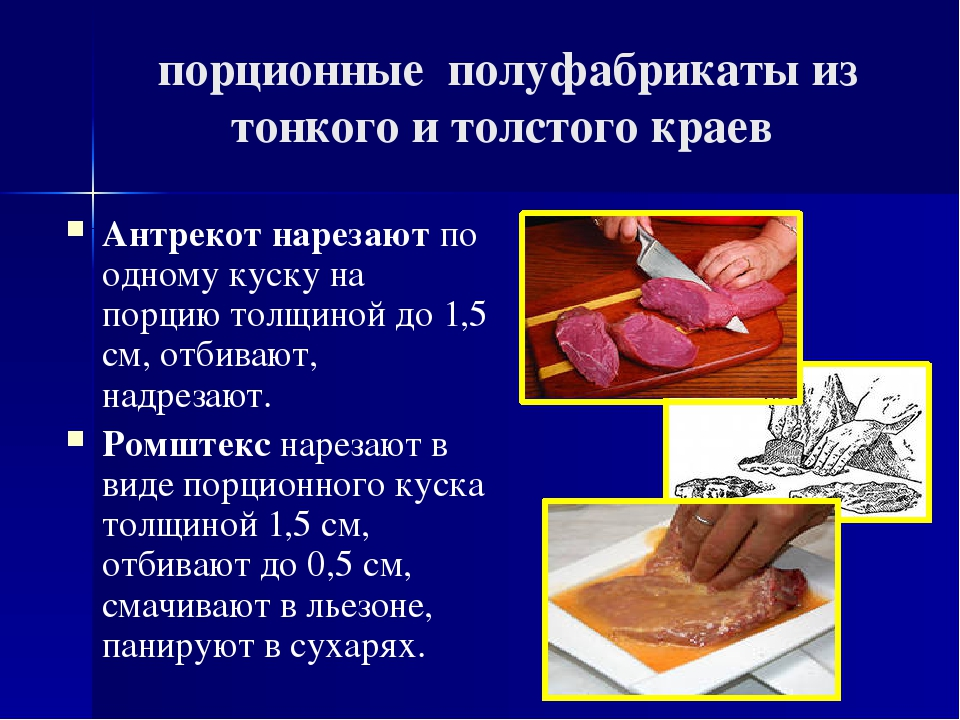 порционные полуфабрикаты из
тонкого и толстого краев
Антрекот нарезают по
одному куску на
порцию толщиной до 1,5
см, отбивают,
надрезают.
Ромштекс нарезают в
виде порционного куска
толщиной 1,5 см,
отбивают до 0,5 см,
смачивают в льезоне,
панируют в сухарях.